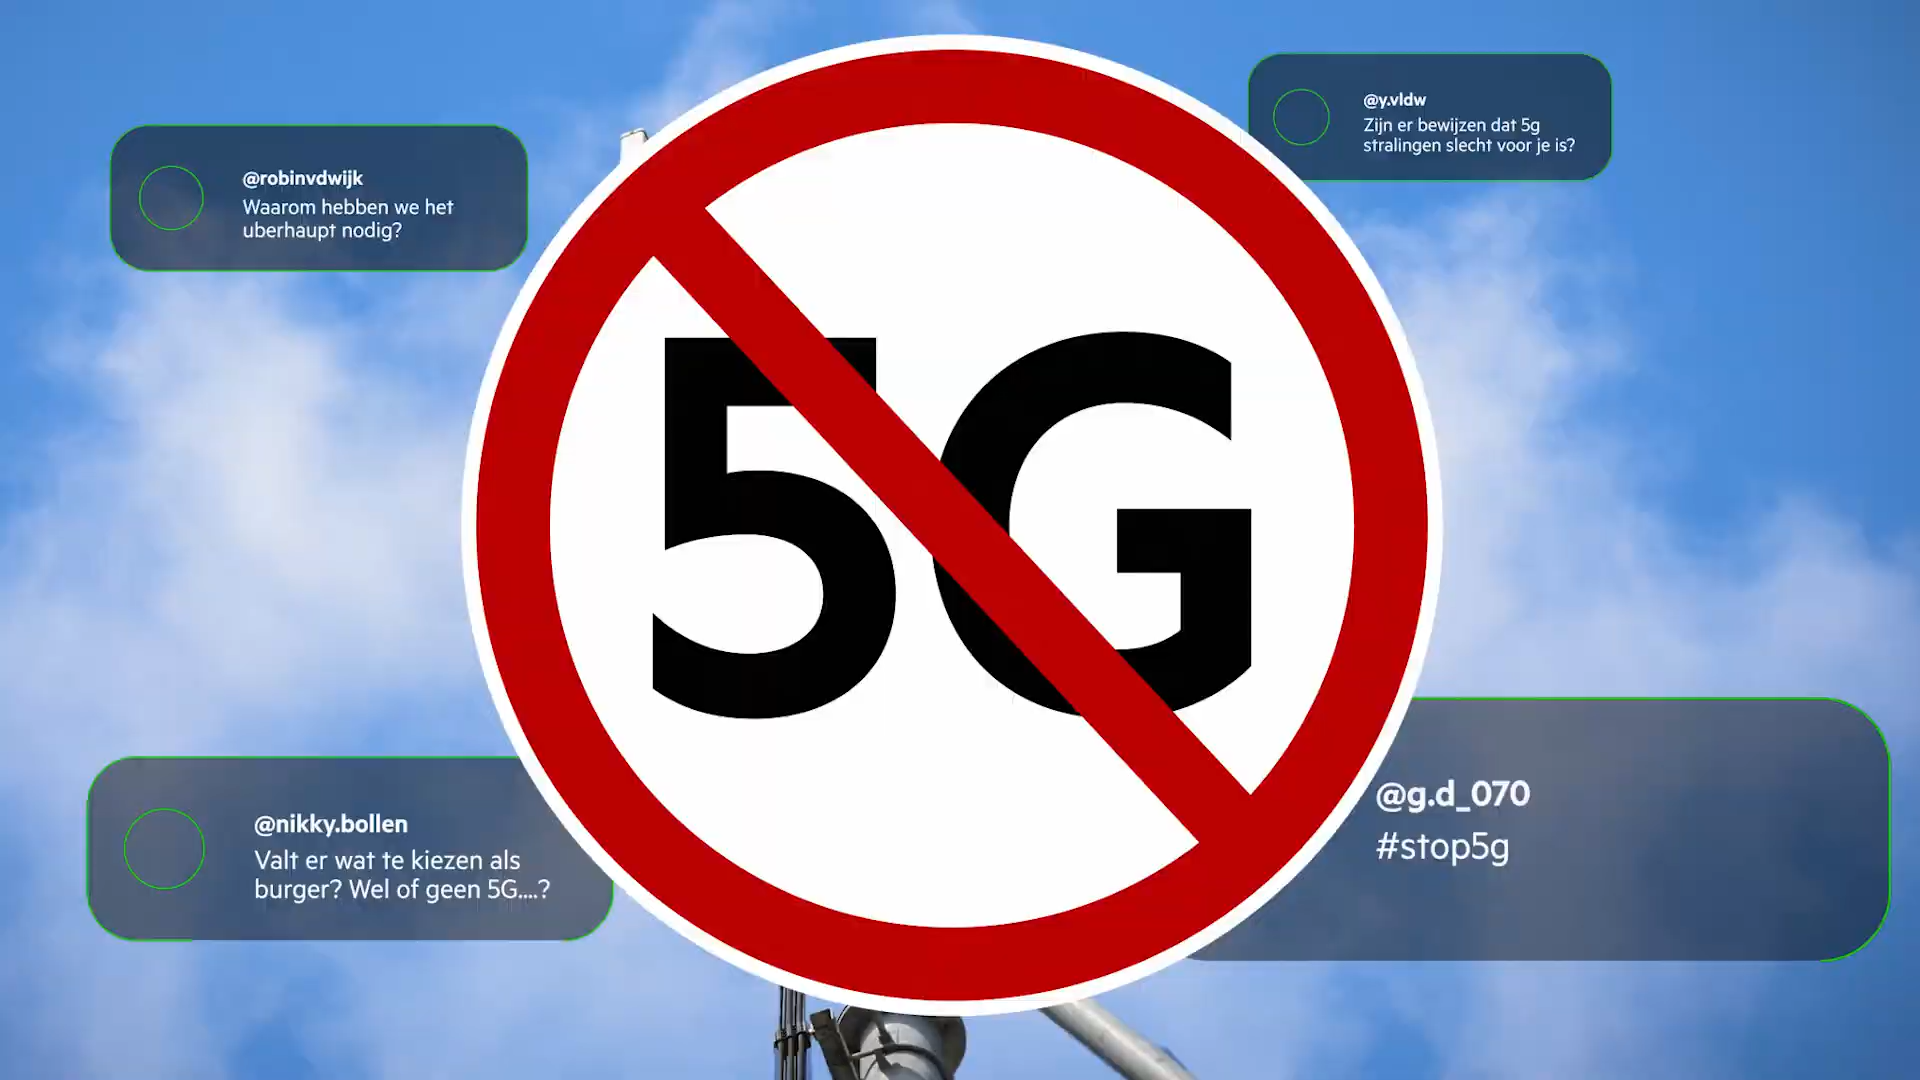 @y.vldw
Zijn er bewijzen dat 5g
stralingen slecht voor je is?
@robinvdwijk
Waarom hebben we het
uberhaupt nodig?
5G
@nikky.bollen
Valt er wat te kiezen als
burger? Wel of geen 5G....?
@g.d_070
#stop5g